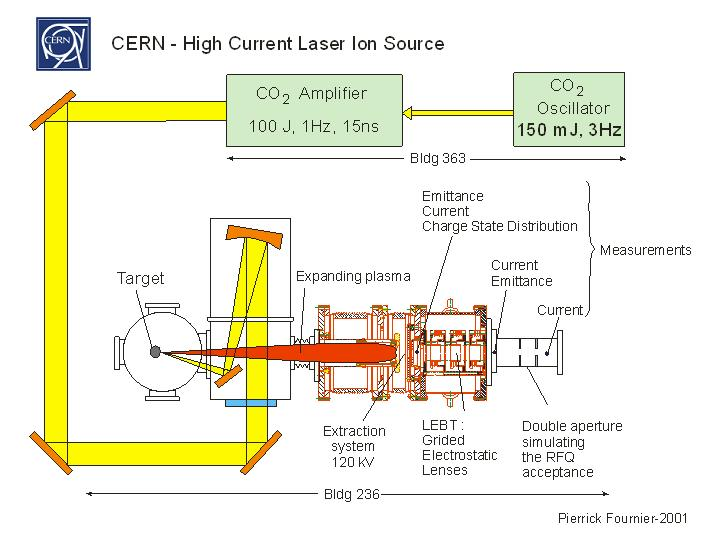 CERN
CERN - High Current Laser Ion Source
CO2 Amplifier
100 J, 1Hz, 15ns
CO2
Oscillator
150 mJ, 3Hz
Bldg 363
Emittance
Current
Charge State Distribution
Measurements
Current
Emittance
Current
Target
Expanding plasma
Extraction
system
120 kV
LEBT :
Grided
Electrostatic
Lenses
Double aperture
simulating
the RFQ
acceptance
Bldg 236
Pierrick Fournier-2001